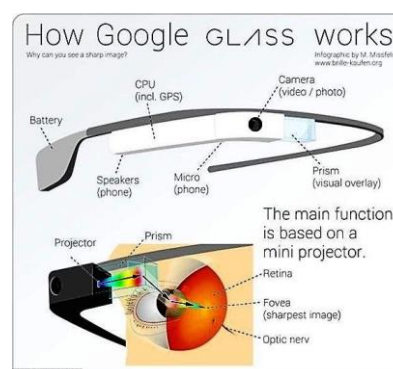 How Google GLASS works
Why can you see a sharp image?
Infographic by M. Missfel
www.brille-kaufen.org
Camera
(video / photo)
CPU
(incl. GPS)
Battery
Speakers
(phone)
Micro
(phone)
Prism
(visual overlay)
The main function
is based on a
mini projector.
Projector
Prism
Retina
Fovea
(sharpest image)
Optic nerv